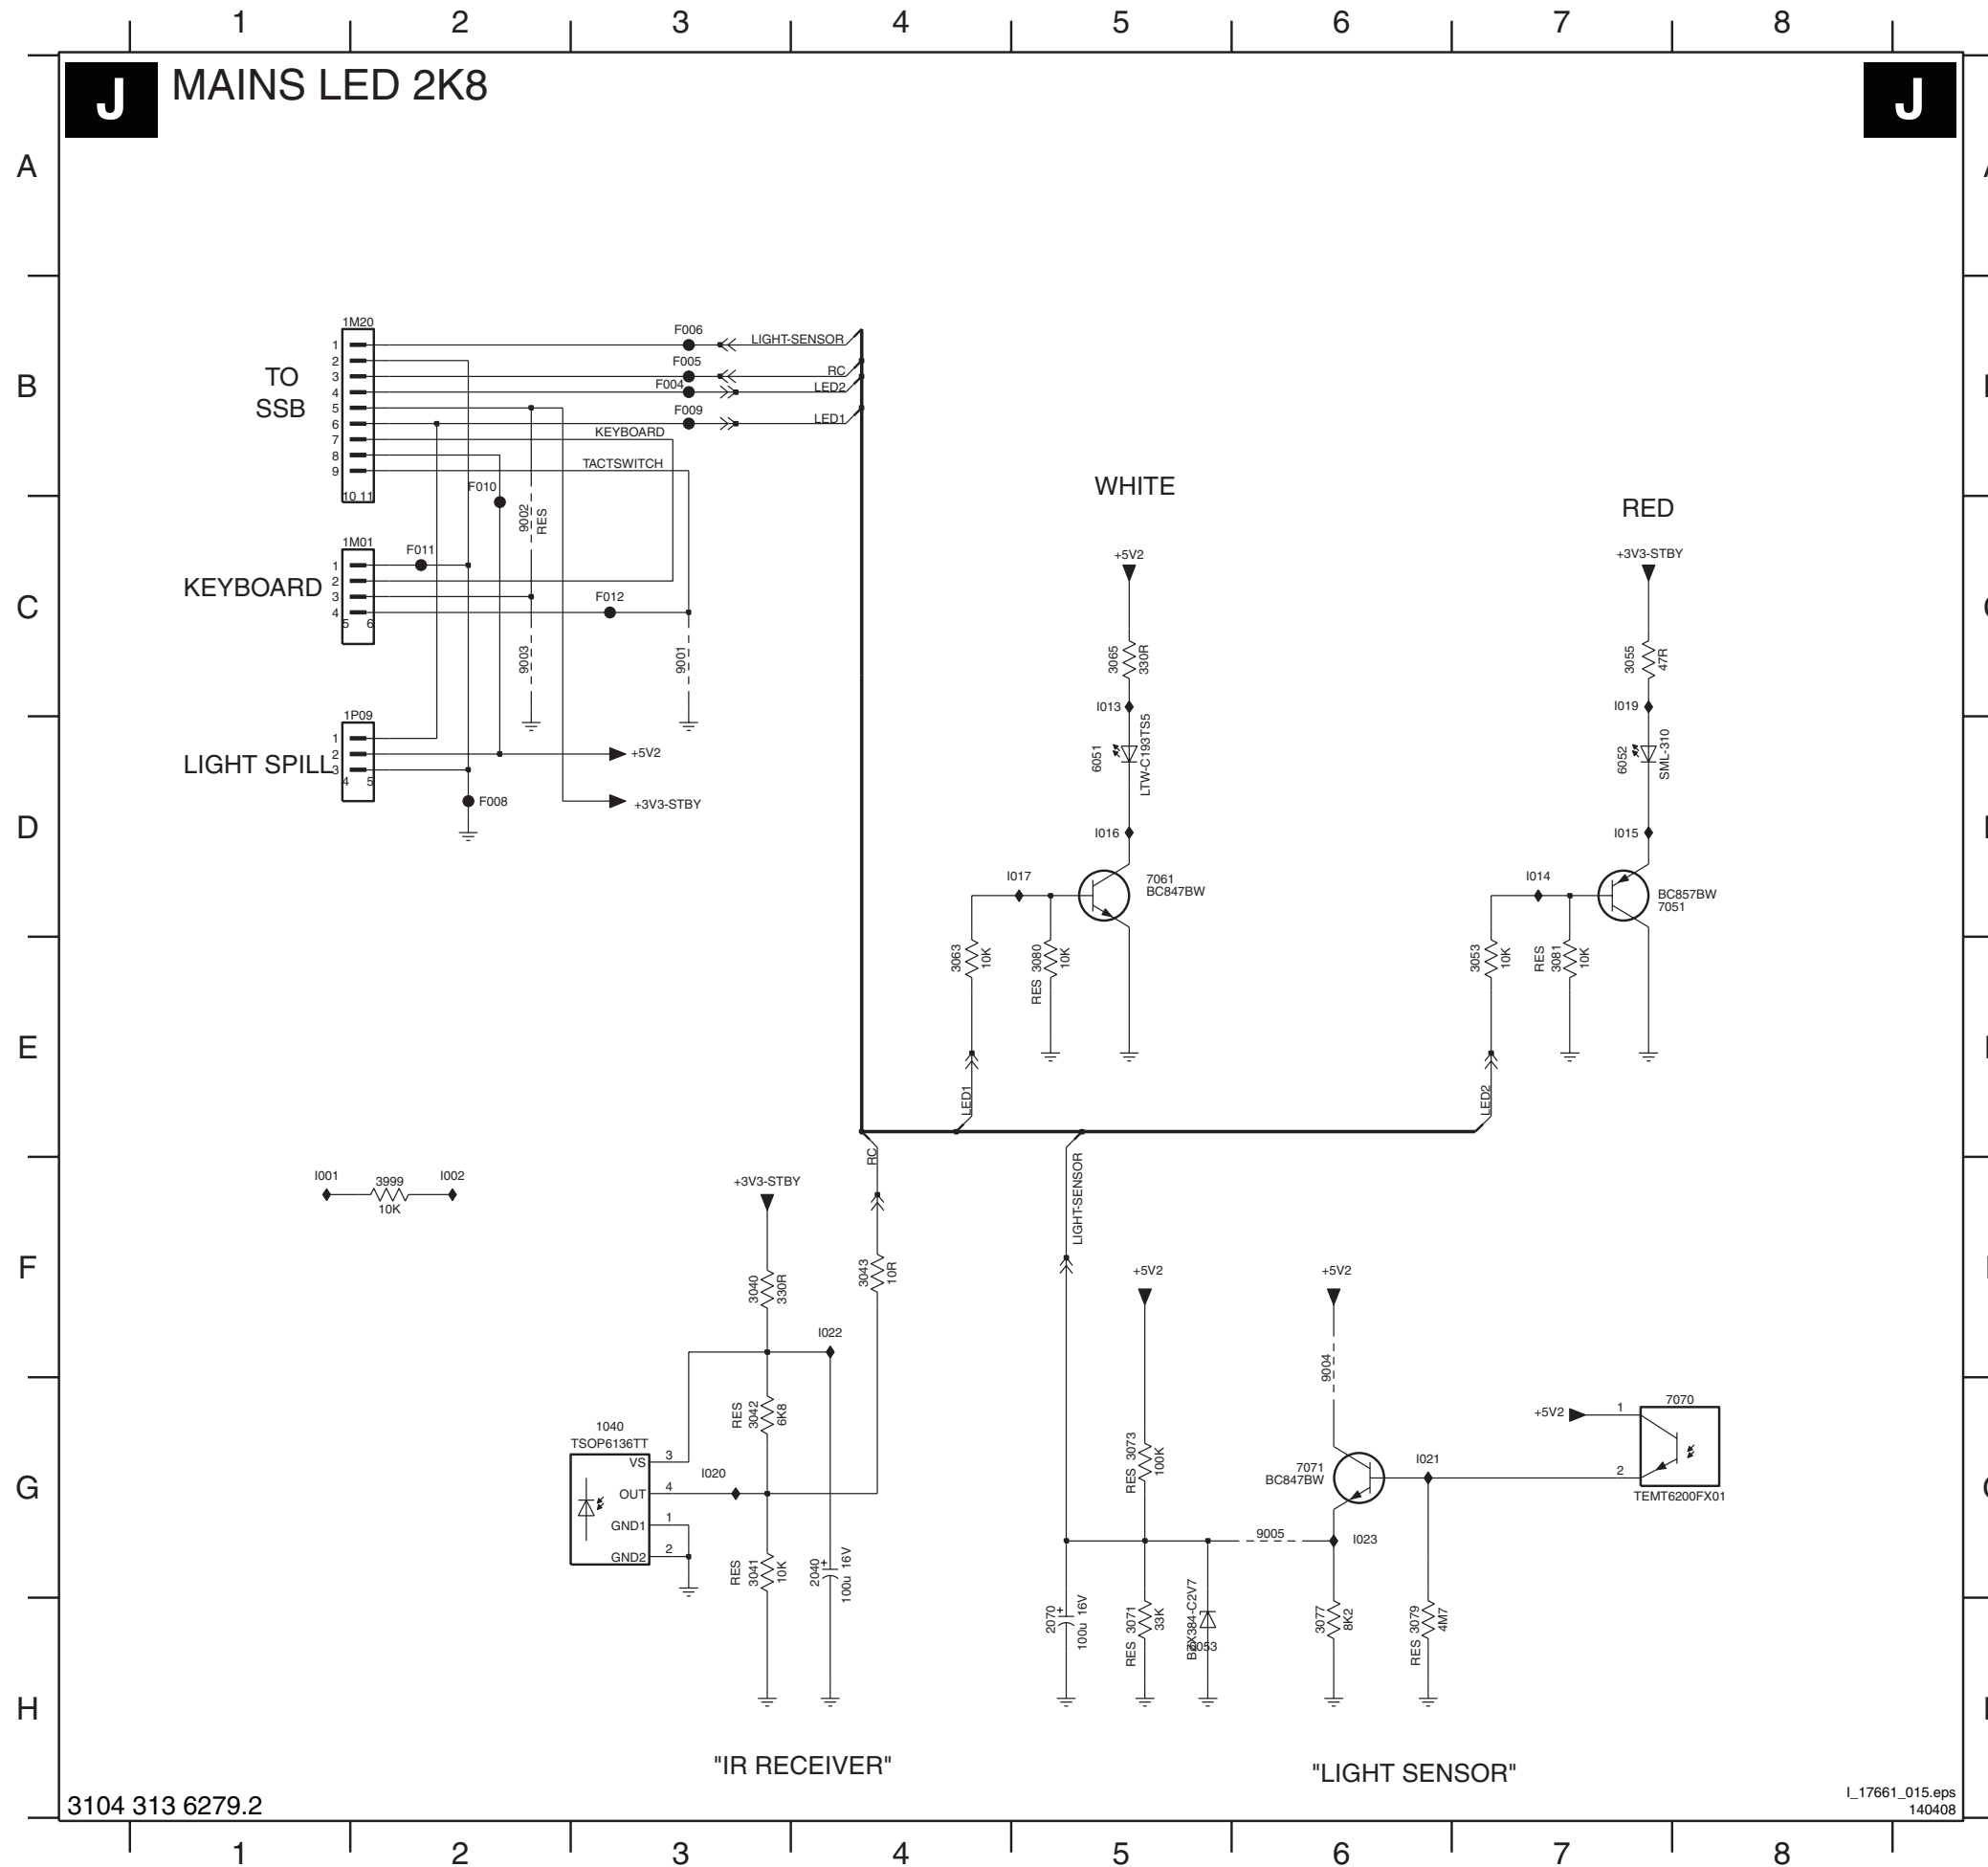 1 2 3 4 5 6 7 8
J MAINS LED 2K8 J
A
B
C
D
E
F
G
H
TO
SSB
1M20
1
2
3
4
5
6
7
8
9
10 11
F006
LIGHT-SENSOR
F005
RC
F004
LED2
F009
LED1
KEYBOARD
TACTSWITCH
F010
9002
RES
KEYBOARD
1M01
1
2
3
4
5 6
F011
F012
9003
9001
LIGHT SPILL
1P09
1
2
3
4 5
+5V2
F008
+3V3-STBY
WHITE
+5V2
3065
330R
I013
6051
LTW-C193TS5
I016
I017
7061
BC847BW
3063
10K
RES 3080
10K
LED1
RED
+3V3-STBY
3055
47R
I019
6052
SML-310
I015
I014
BC857BW
7051
3053
10K
RES
3081
10K
LED2
I001
3999
10K
I002
RC
+3V3-STBY
3040
330R
3043
10R
I022
RES
3042
6K8
1040
TSOP6136TT
VS 3
OUT 4
GND1 1
GND2 2
I020
RES
3041
10K
2040
+
100u 16V
"IR RECEIVER"
LIGHT-SENSOR
+5V2
+5V2
9004
RES 3073
100K
7071
BC847BW
I021
+5V2
7070
1
2
TEMT6200FX01
9005
I023
2070
+
100u 16V
RES 3071
33K
BZX384-C2V7
6053
3077
8K2
RES 3079
4M7
"LIGHT SENSOR"
3104 313 6279.2
I_17661_015.eps
140408
1 2 3 4 5 6 7 8